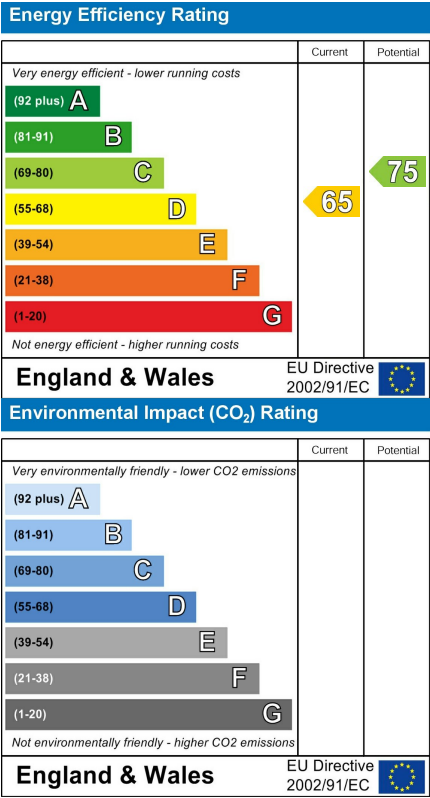 Energy Efficiency Rating
Current Potential
Very energy efficient - lower running costs
(92 plus) A
(81-91) B
(69-80) C
75
(55-68) D
65
(39-54) E
(21-38) F
(1-20) G
Not energy efficient - higher running costs
England & Wales
EU Directive
2002/91/EC
Environmental Impact (CO₂) Rating
Current Potential
Very environmentally friendly - lower CO2 emissions
(92 plus) A
(81-91) B
(69-80) C
(55-68) D
(39-54) E
(21-38) F
(1-20) G
Not environmentally friendly - higher CO2 emissions
England & Wales
EU Directive
2002/91/EC